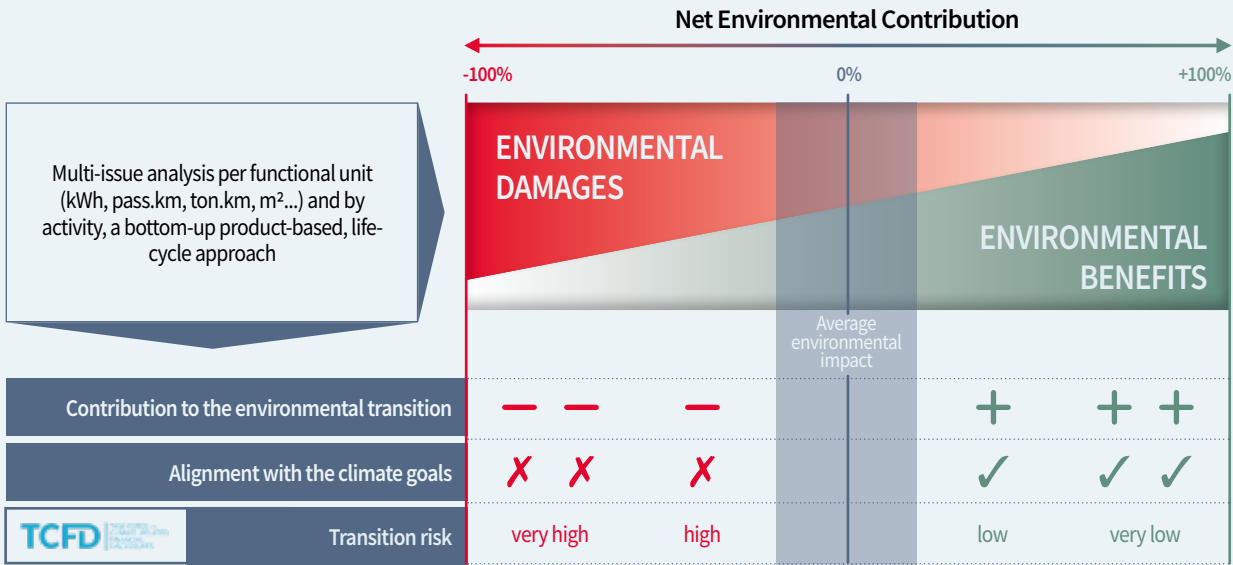 Net Environmental Contribution
-100%
0%
+100%
Multi-issue analysis per functional unit
(kWh, pass.km, ton.km, m²...) and by
activity, a bottom-up product-based, life-
cycle approach
ENVIRONMENTAL
DAMAGES
ENVIRONMENTAL
BENEFITS
Average
environmental
impact
Contribution to the environmental transition
— —
—
+
+ +
Alignment with the climate goals
✗ ✗
✗
✓
✓ ✓
TCFD
Transition risk
very high
high
low
very low